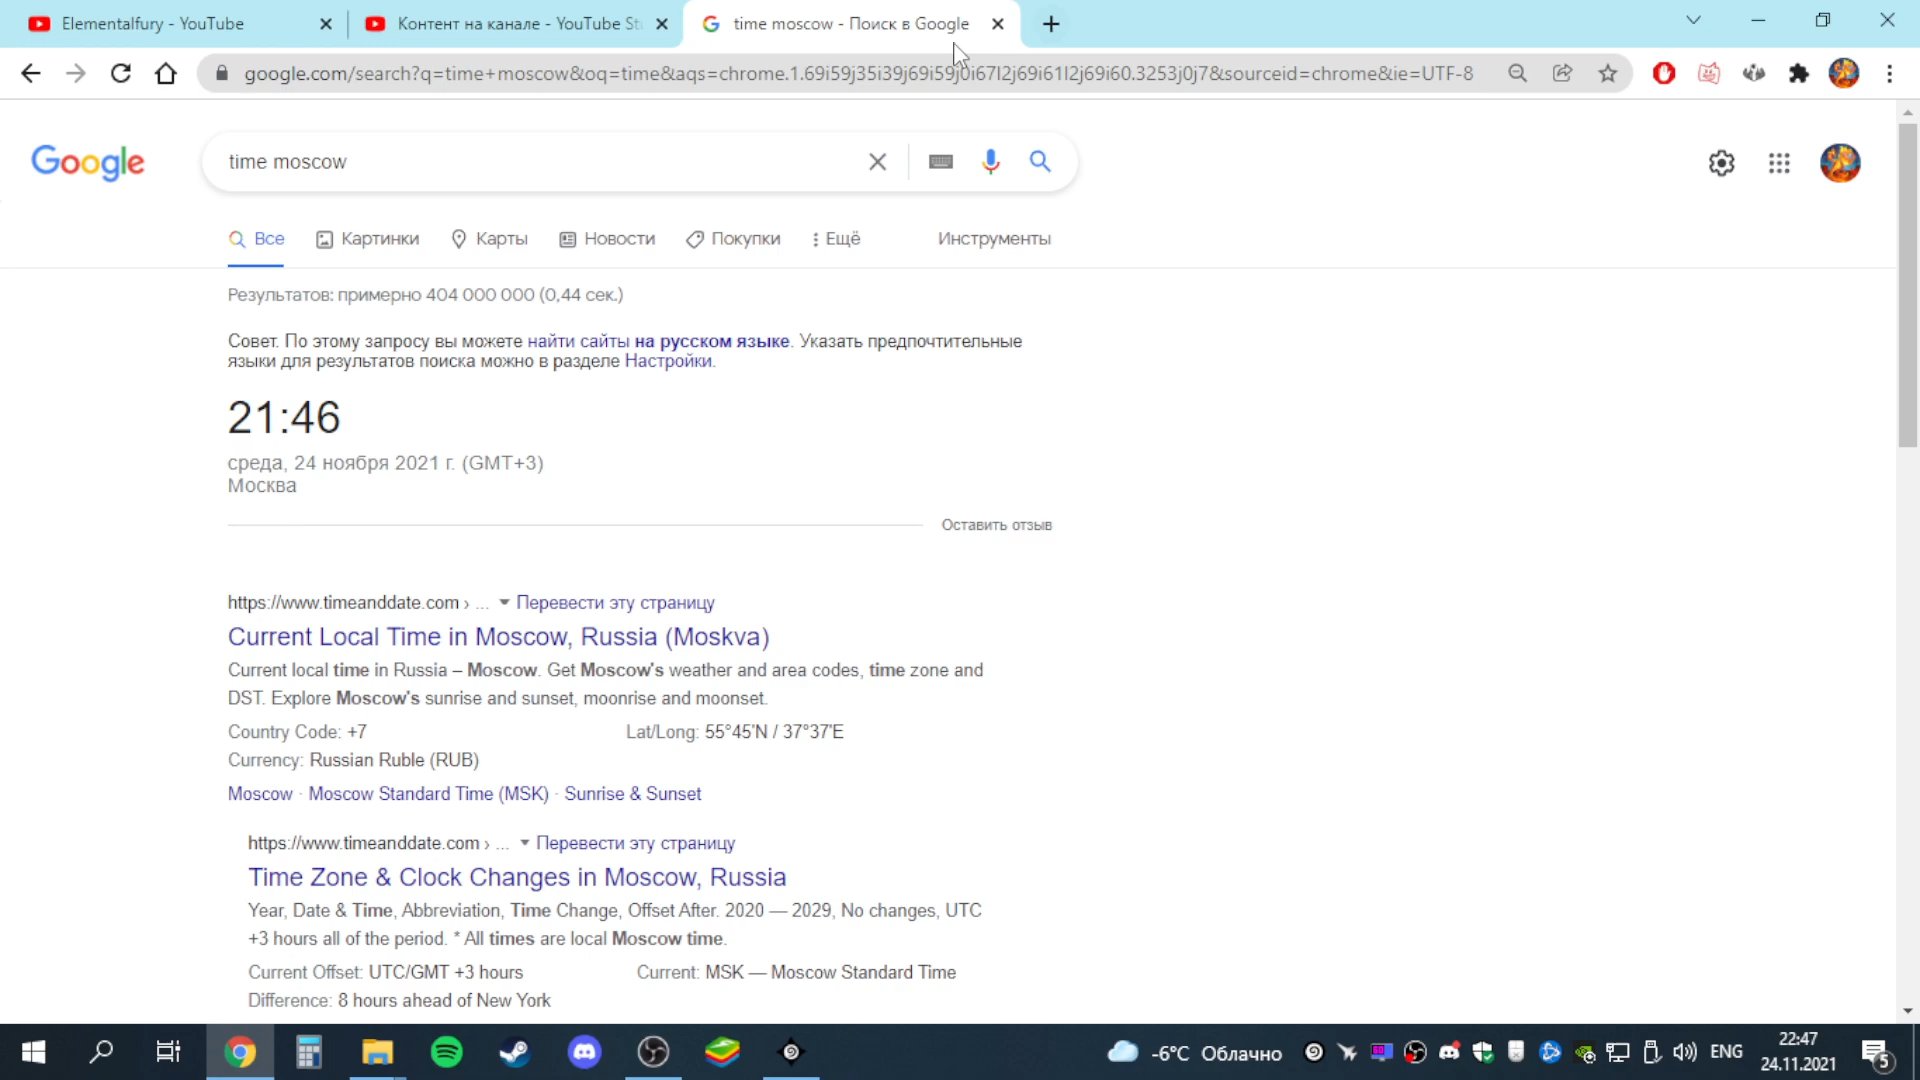 Elementalfury - YouTube
Контент на канале - YouTube St
time moscow - Поиск в Google
google.com/search?q=time+moscow&oq=time&aqs=chrome.1.69i59j35i39j69i59j0i67l2j69i61l2j69i60.3253j0j7&sourceid=chrome&ie=UTF-8
Google
time moscow
Все
Картинки
Карты
Новости
Покупки
Ещё
Инструменты
Результатов: примерно 404 000 000 (0,44 сек.)
Совет. По этому запросу вы можете найти сайты на русском языке. Указать предпочтительные
языки для результатов поиска можно в разделе Настройки.
21:46
среда, 24 ноября 2021 г. (GMT+3)
Москва
Оставить отзыв
https://www.timeanddate.com › ... Перевести эту страницу
Current Local Time in Moscow, Russia (Moskva)
Current local time in Russia – Moscow. Get Moscow's weather and area codes, time zone and
DST. Explore Moscow's sunrise and sunset, moonrise and moonset.
Country Code: +7
Lat/Long: 55°45'N / 37°37'E
Currency: Russian Ruble (RUB)
Moscow · Moscow Standard Time (MSK) · Sunrise & Sunset
https://www.timeanddate.com › ... Перевести эту страницу
Time Zone & Clock Changes in Moscow, Russia
Year, Date & Time, Abbreviation, Time Change, Offset After. 2020 — 2029, No changes, UTC
+3 hours all of the period. * All times are local Moscow time.
Current Offset: UTC/GMT +3 hours
Current: MSK — Moscow Standard Time
Difference: 8 hours ahead of New York
-6°C Облачно
ENG
22:47
24.11.2021
5